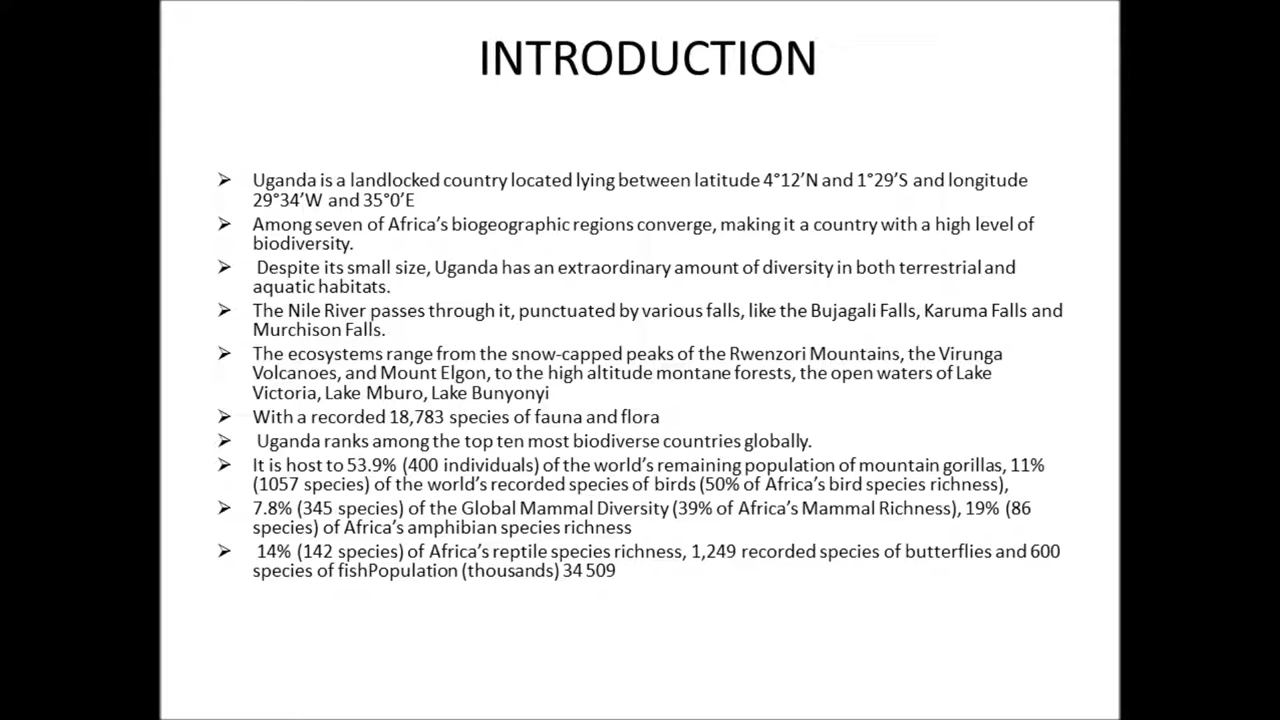 INTRODUCTION
➢ Uganda is a landlocked country located lying between latitude 4°12’N and 1°29’S and longitude
29°34’W and 35°0’E
➢ Among seven of Africa’s biogeographic regions converge, making it a country with a high level of
biodiversity.
➢ Despite its small size, Uganda has an extraordinary amount of diversity in both terrestrial and
aquatic habitats.
➢ The Nile River passes through it, punctuated by various falls, like the Bujagali Falls, Karuma Falls and
Murchison Falls.
➢ The ecosystems range from the snow-capped peaks of the Rwenzori Mountains, the Virunga
Volcanoes, and Mount Elgon, to the high altitude montane forests, the open waters of Lake
Victoria, Lake Mburo, Lake Bunyonyi
➢ With a recorded 18,783 species of fauna and flora
➢ Uganda ranks among the top ten most biodiverse countries globally.
➢ It is host to 53.9% (400 individuals) of the world’s remaining population of mountain gorillas, 11%
(1057 species) of the world’s recorded species of birds (50% of Africa’s bird species richness),
➢ 7.8% (345 species) of the Global Mammal Diversity (39% of Africa’s Mammal Richness), 19% (86
species) of Africa’s amphibian species richness
➢ 14% (142 species) of Africa’s reptile species richness, 1,249 recorded species of butterflies and 600
species of fishPopulation (thousands) 34 509